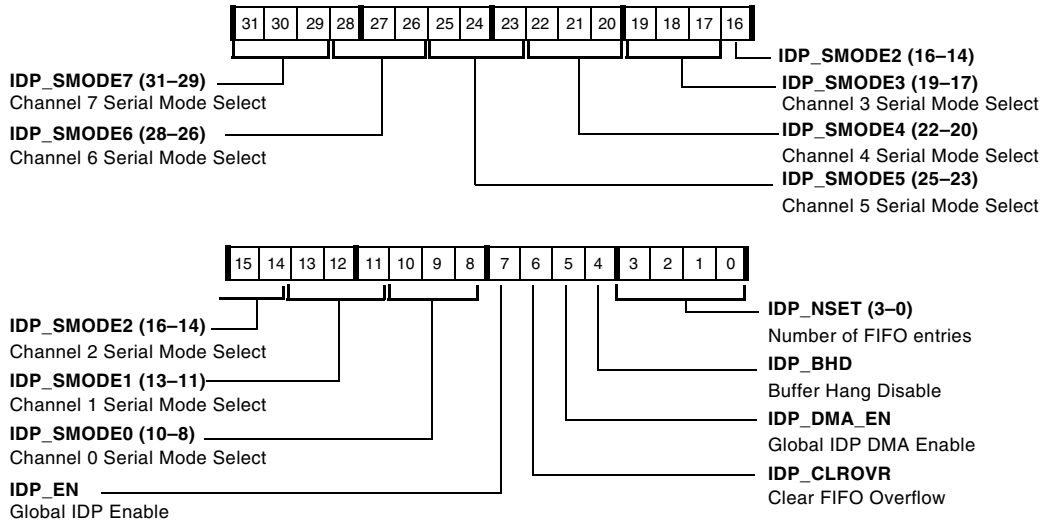 31 30 29 28 27 26 25 24 23 22 21 20 19 18 17 16
IDP_SMODE7 (31–29)
Channel 7 Serial Mode Select
IDP_SMODE6 (28–26)
Channel 6 Serial Mode Select
IDP_SMODE2 (16–14)
IDP_SMODE3 (19–17)
Channel 3 Serial Mode Select
IDP_SMODE4 (22–20)
Channel 4 Serial Mode Select
IDP_SMODE5 (25–23)
Channel 5 Serial Mode Select
15 14 13 12 11 10 9 8 7 6 5 4 3 2 1 0
IDP_SMODE2 (16–14)
Channel 2 Serial Mode Select
IDP_SMODE1 (13–11)
Channel 1 Serial Mode Select
IDP_SMODE0 (10–8)
Channel 0 Serial Mode Select
IDP_EN
Global IDP Enable
IDP_NSET (3–0)
Number of FIFO entries
IDP_BHD
Buffer Hang Disable
IDP_DMA_EN
Global IDP DMA Enable
IDP_CLROVR
Clear FIFO Overflow